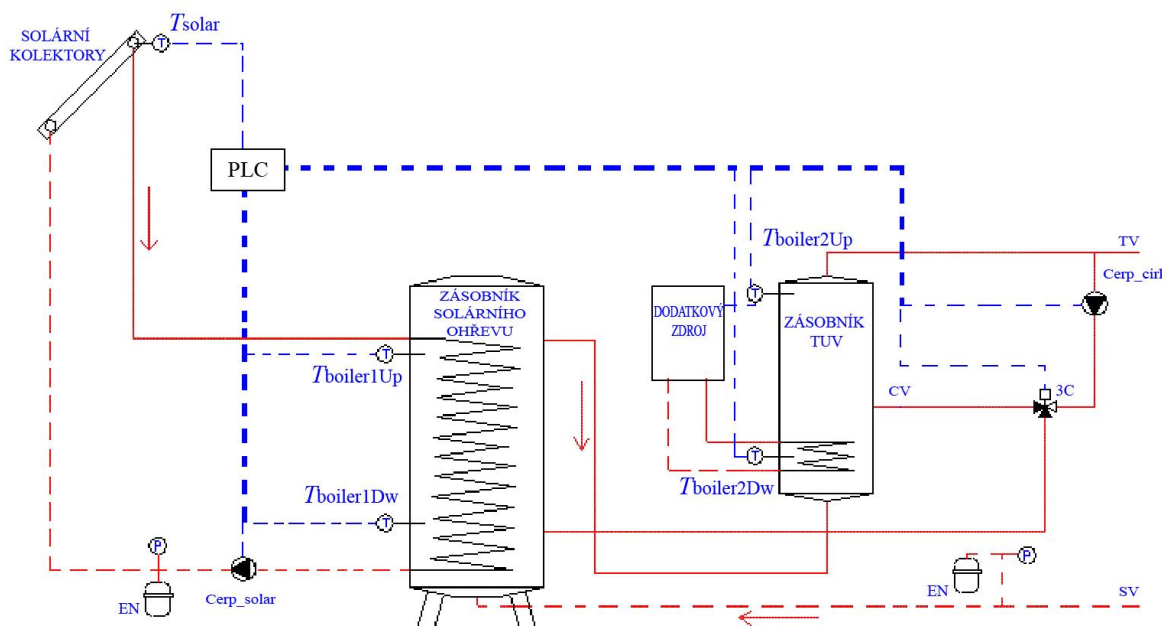 Tsolar
SOLÁRNÍ
KOLEKTORY
T
PLC
Tboiler2Up
TV
Cerp_cirk
T
ZÁSOBNÍK
SOLÁRNÍHO
OHŘEVU
DODATKOVÝ
ZDROJ
ZÁSOBNÍK
TUV
T
Tboiler1Up
CV
3C
T
Tboiler2Dw
Tboiler1Dw
T
P
EN
Cerp_solar
P
EN
SV